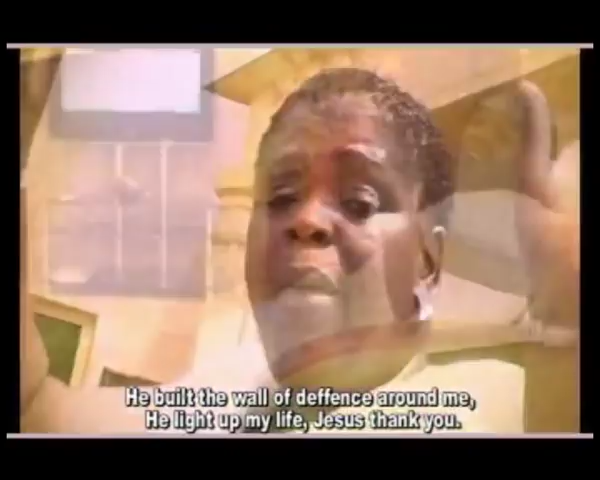 He built the wall of deffence around me,
He light up my life, Jesus thank you.